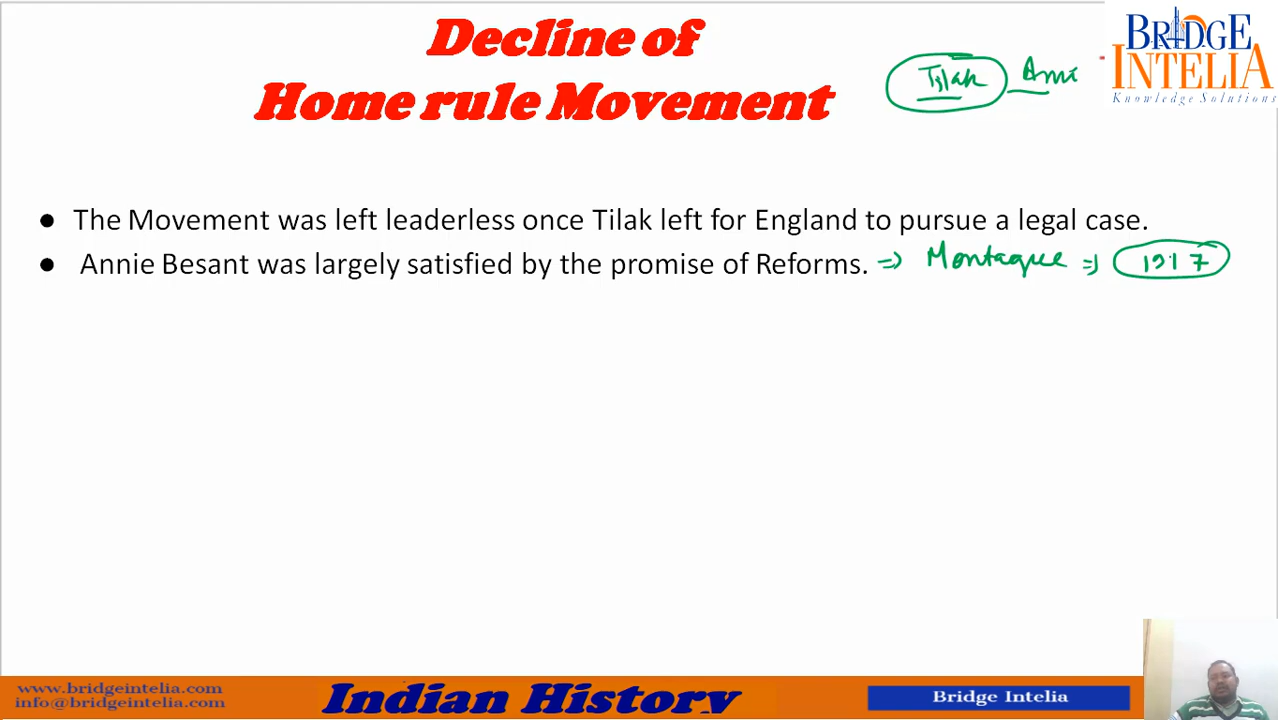 Decline of
Home rule Movement
Tilak Anni
BRIDGE
INTELIA
Knowledge Solutions
● The Movement was left leaderless once Tilak left for England to pursue a legal case.
● Annie Besant was largely satisfied by the promise of Reforms. => Montague => 1917
www.bridgeintelia.com
info@bridgeintelia.com
Indian History
Bridge Intelia